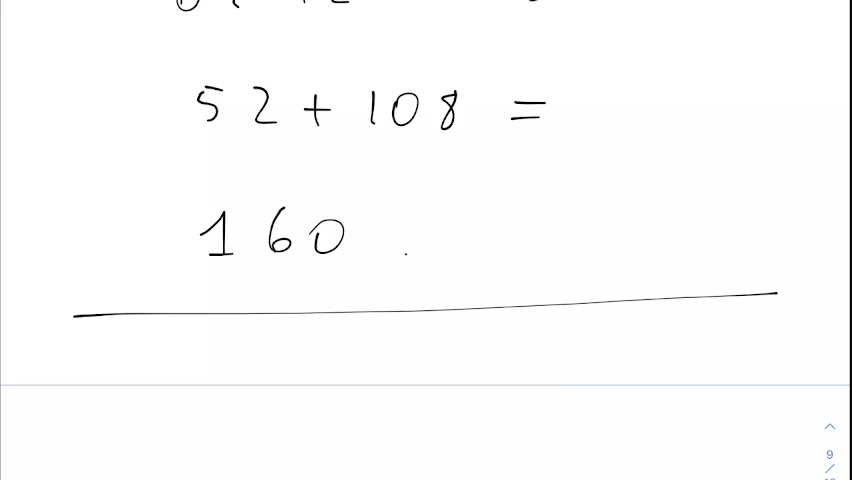 52 + 108 =
160 .
9
/